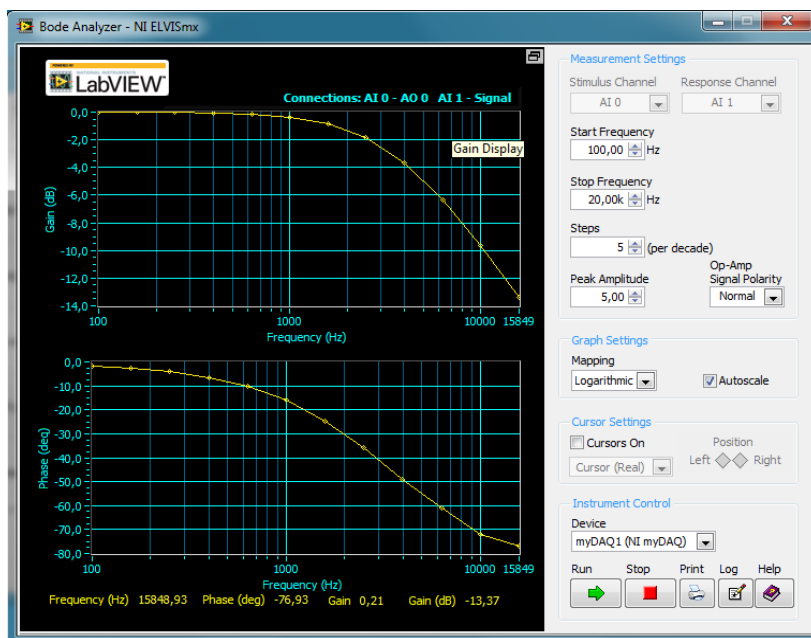 Bode Analyzer - NI ELVISmx
LabVIEW
Connections: AI 0 - AO 0 AI 1 - Signal
Gain Display
0,0
-2,0
-4,0
-6,0
-8,0
-10,0
-12,0
-14,0
Gain (dB)
100
1000
10000
15849
Frequency (Hz)
0,0
-10,0
-20,0
-30,0
-40,0
-50,0
-60,0
-70,0
-80,0
Phase (deg)
100
1000
10000
15849
Frequency (Hz)
Frequency (Hz) 15848,93 Phase (deg) -76,93 Gain 0,21 Gain (dB) -13,37
Measurement Settings
Stimulus Channel Response Channel
AI 0 AI 1
Start Frequency
100,00 Hz
Stop Frequency
20,00k Hz
Steps
5 (per decade)
Peak Amplitude
5,00
Op-Amp
Signal Polarity
Normal
Graph Settings
Mapping
Logarithmic Autoscale
Cursor Settings
Cursors On Position
Cursor (Real) Left Right
Instrument Control
Device
myDAQ1 (NI myDAQ)
Run Stop Print Log Help